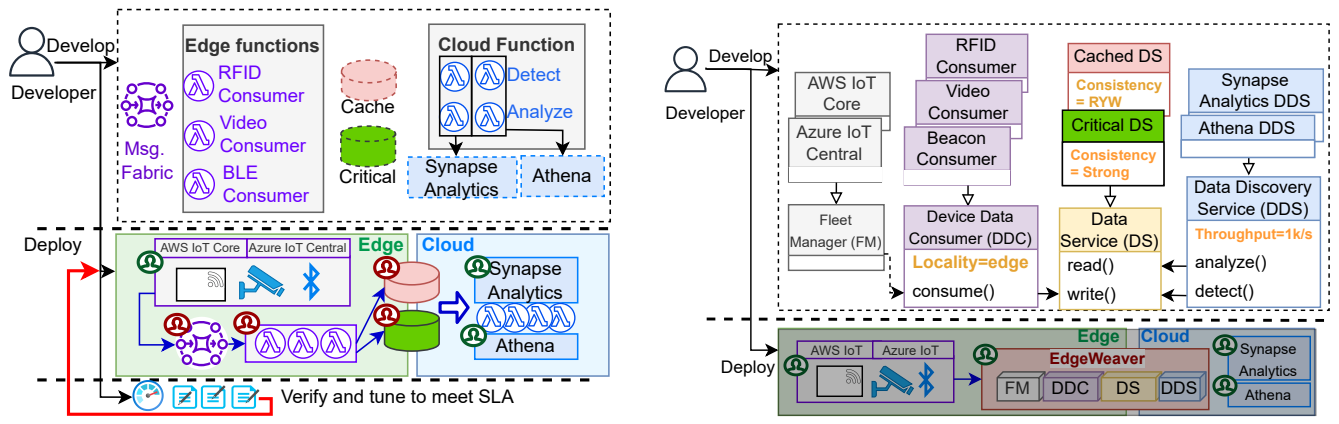 Develop
Developer
Edge functions
RFID
Consumer
Video
Consumer
BLE
Consumer
Msg.
Fabric
Cache
Critical
Cloud Function
Detect
Analyze
Synapse
Analytics
Athena
Deploy
AWS IoT Core
Azure IoT Central
Edge
Cloud
Ω
Synapse
Analytics
Ω
Ω
Ω
Ω
Ω
Athena
Ω
Verify and tune to meet SLA
Develop
Developer
AWS IoT
Core
Azure IoT
Central
Fleet
Manager (FM)
RFID
Consumer
Video
Consumer
Beacon
Consumer
Device Data
Consumer (DDC)
Locality=edge
consume()
Cached DS
Consistency
= RYW
Critical DS
Consistency
= Strong
Data
Service (DS)
read()
write()
Synapse
Analytics DDS
Athena DDS
Data Discovery
Service (DDS)
Throughput=1k/s
analyze()
detect()
Deploy
Edge
Cloud
AWS IoT
Azure IoT
Ω
Ω
EdgeWeaver
FM
DDC
DS
DDS
Ω
Synapse
Analytics
Ω
Athena